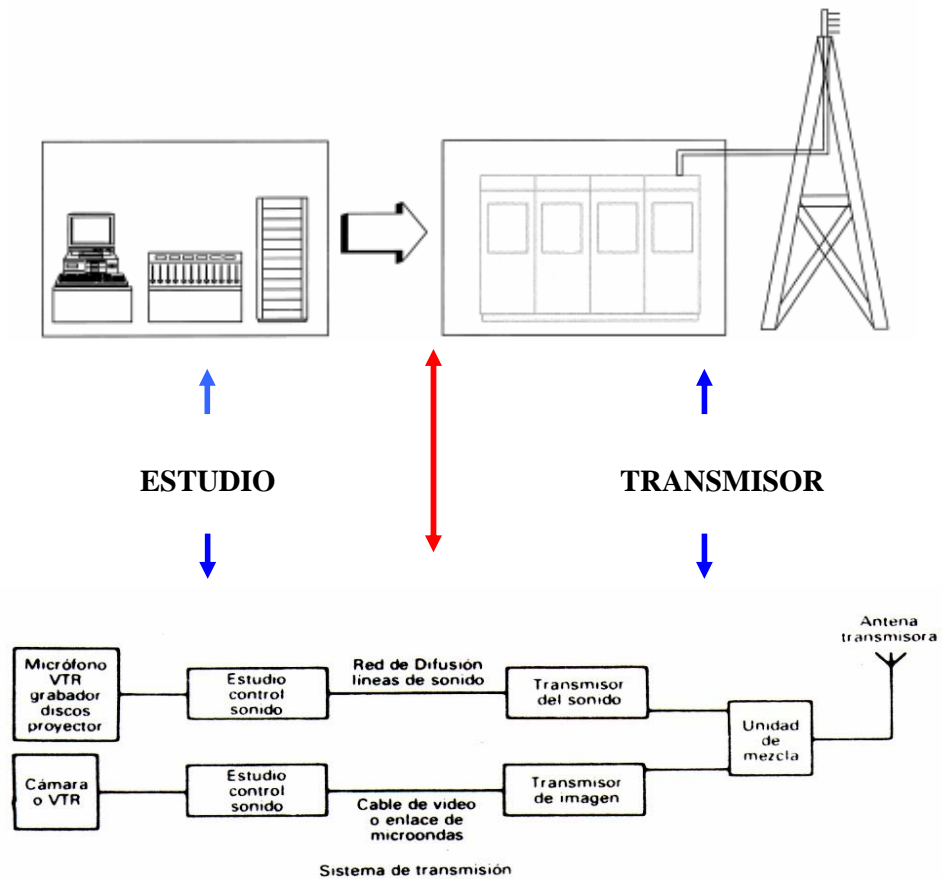 ESTUDIO
TRANSMISOR
Antena
transmisora
Micrófono
VTR
grabador
discos
proyector
Estudio
control
sonido
Red de Difusión
líneas de sonido
Transmisor
del sonido
Unidad
de
mezcla
Cámara
o VTR
Estudio
control
sonido
Cable de video
o enlace de
microondas
Transmisor
de imagen
Sistema de transmisión